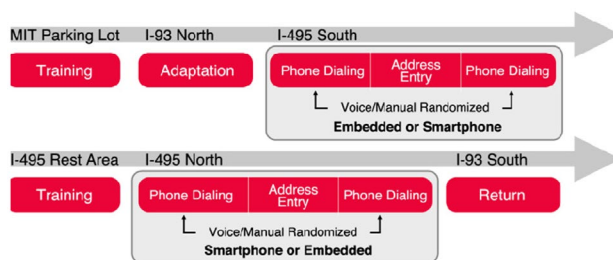 MIT Parking Lot I-93 North I-495 South
Training Adaptation Phone Dialing Address Entry Phone Dialing
Voice/Manual Randomized
Embedded or Smartphone
I-495 Rest Area I-495 North I-93 South
Training Phone Dialing Address Entry Phone Dialing Return
Voice/Manual Randomized
Smartphone or Embedded